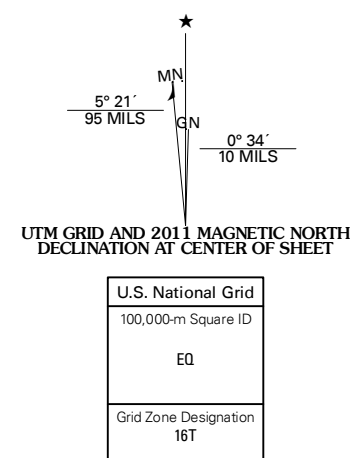 ★
MN
5° 21´
95 MILS
GN
0° 34´
10 MILS
UTM GRID AND 2011 MAGNETIC NORTH
DECLINATION AT CENTER OF SHEET
U.S. National Grid
100,000-m Square ID
EQ
Grid Zone Designation
16T